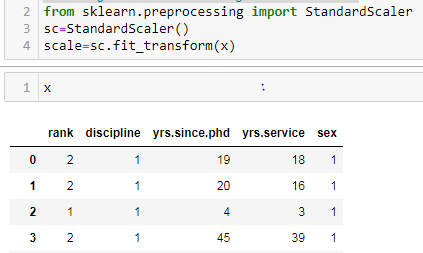 2 from sklearn.preprocessing import StandardScaler
3 sc=StandardScaler()
4 scale=sc.fit_transform(x)
1 x :
rank discipline yrs.since.phd yrs.service sex
0 2 1 19 18 1
1 2 1 20 16 1
2 1 1 4 3 1
3 2 1 45 39 1